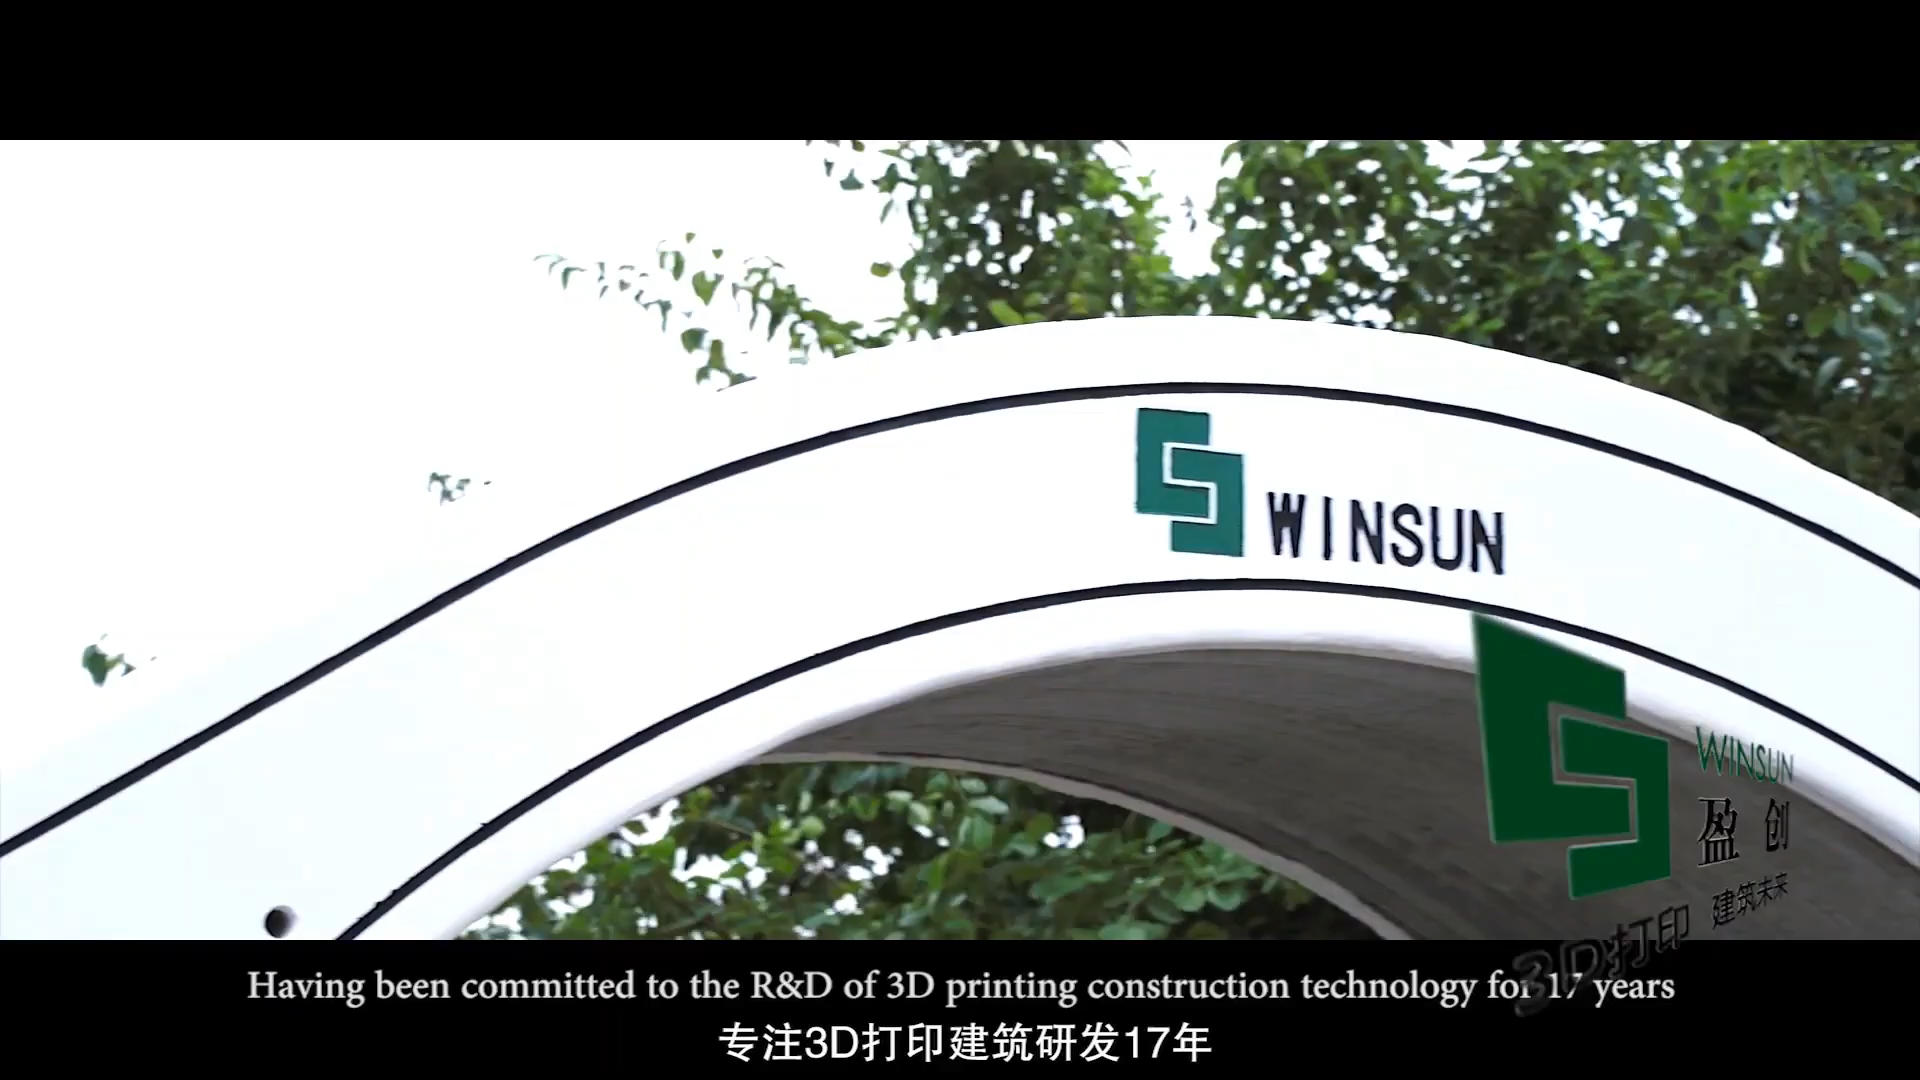 WINSUN
WINSUN
盈创
建筑未来
3D打印
Having been committed to the R&D of 3D printing construction technology for 17 years
专注3D打印建筑研发17年